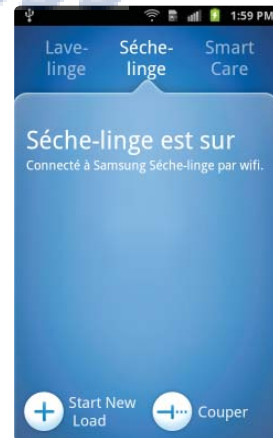 1:59 PM
Lave-
linge
Séche-
linge
Smart
Care
Séche-linge est sur
Connecté à Samsung Séche-linge par wifi.
Start New
Load
Couper